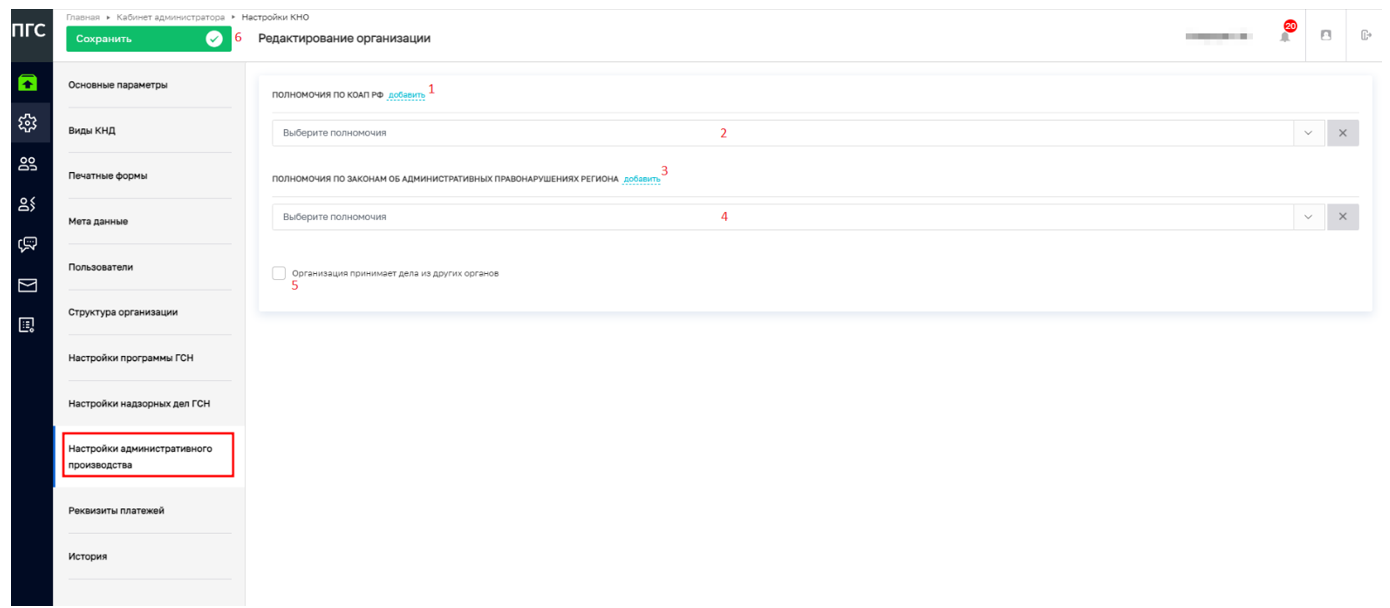 ПГС
Главная ▸ Кабинет администратора ▸ Настройки КНО
Сохранить 6 Редактирование организации
20
Основные параметры
Виды КНД
Печатные формы
Мета данные
Пользователи
Структура организации
Настройки программы ГСН
Настройки надзорных дел ГСН
Настройки административного
производства
Реквизиты платежей
История
ПОЛНОМОЧИЯ ПО КОАП РФ добавить 1
Выберите полномочия 2
ПОЛНОМОЧИЯ ПО ЗАКОНАМ ОБ АДМИНИСТРАТИВНЫХ ПРАВОНАРУШЕНИЯХ РЕГИОНА добавить 3
Выберите полномочия 4
Организация принимает дела из других органов
5